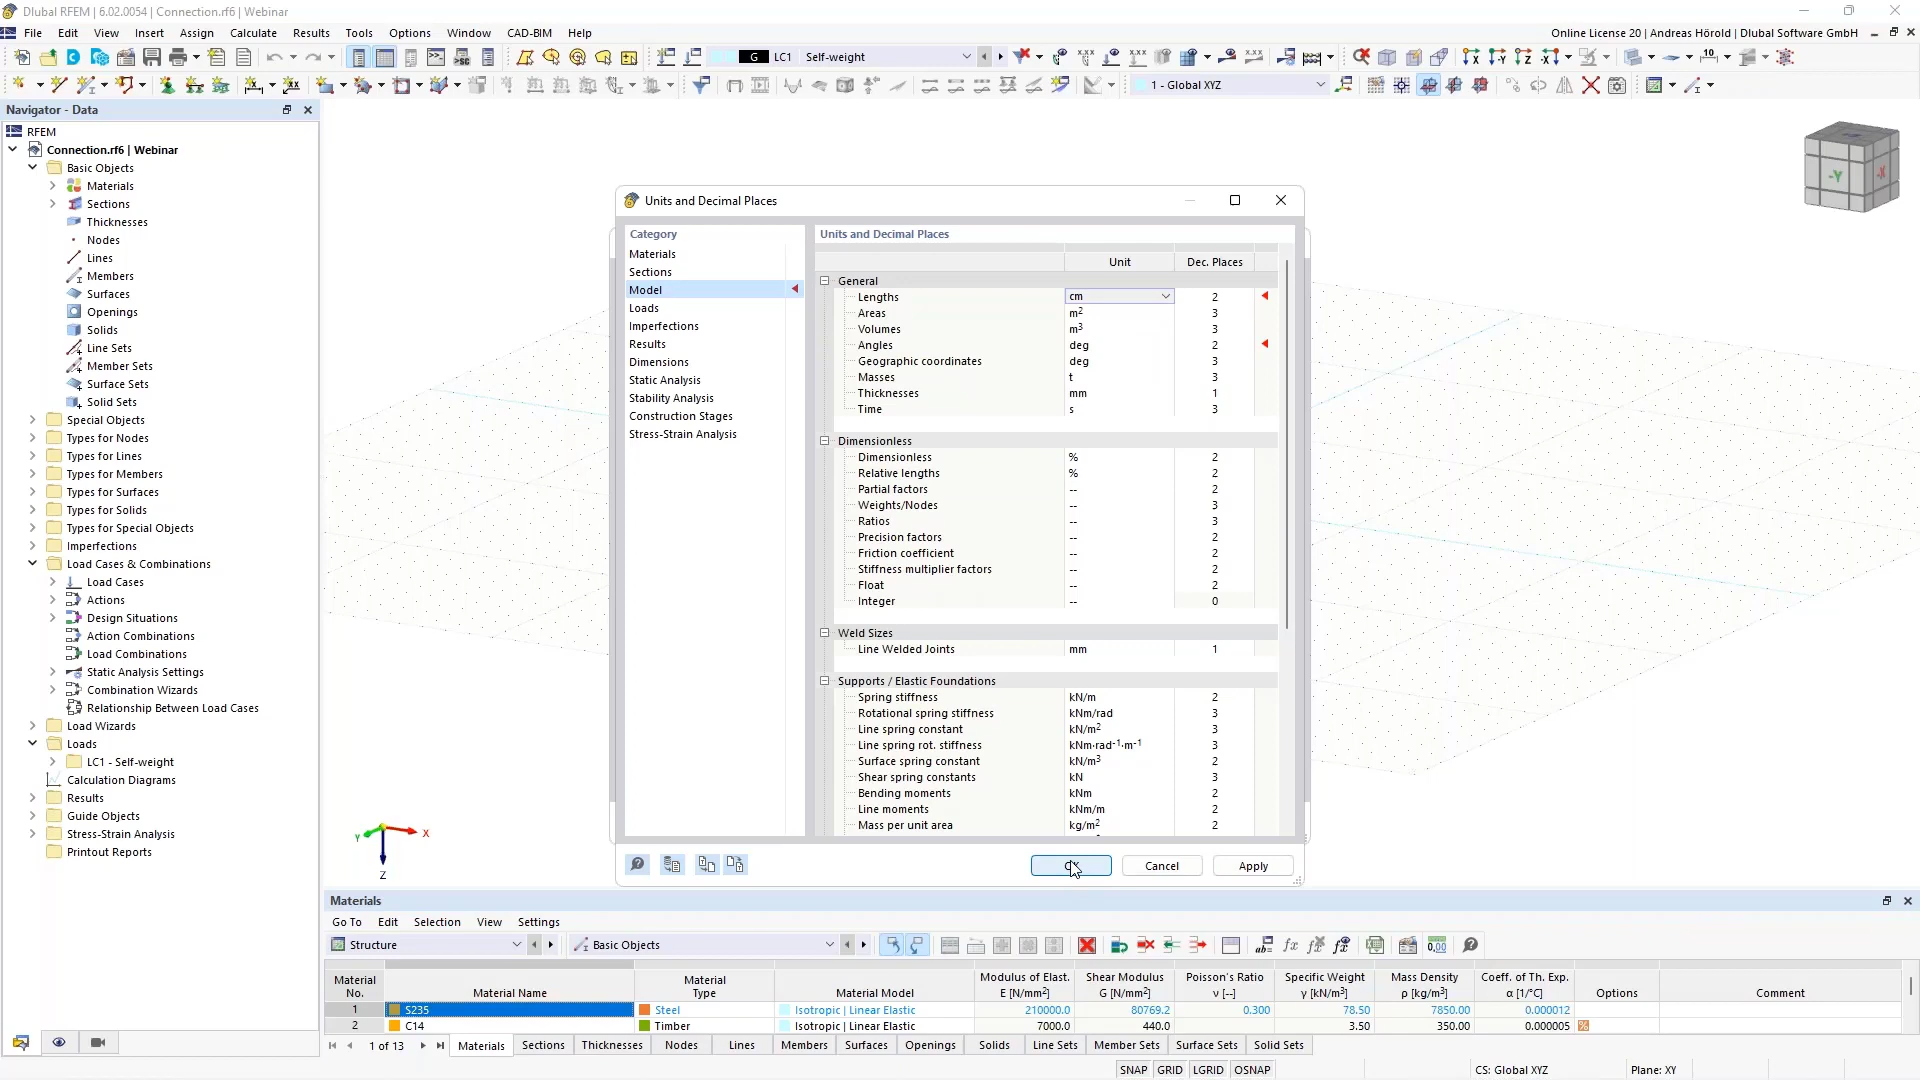 Dlubal RFEM | 6.02.0054 | Connection.rf6 | Webinar
File Edit View Insert Assign Calculate Results Tools Options Window CAD-BIM Help
Online License 20 | Andreas Hörold | Dlubal Software GmbH
G LC1 Self-weight
1 - Global XYZ
Navigator - Data
RFEM
Connection.rf6 | Webinar
Basic Objects
Materials
Sections
Thicknesses
Nodes
Lines
Members
Surfaces
Openings
Solids
Line Sets
Member Sets
Surface Sets
Solid Sets
Special Objects
Types for Nodes
Types for Lines
Types for Members
Types for Surfaces
Types for Solids
Types for Special Objects
Imperfections
Load Cases & Combinations
Load Cases
Actions
Design Situations
Action Combinations
Load Combinations
Static Analysis Settings
Combination Wizards
Relationship Between Load Cases
Load Wizards
Loads
LC1 - Self-weight
Calculation Diagrams
Results
Guide Objects
Stress-Strain Analysis
Printout Reports
-Y -X
Y X
Z
Units and Decimal Places
Category
Materials
Sections
Model
Loads
Imperfections
Results
Dimensions
Static Analysis
Stability Analysis
Construction Stages
Stress-Strain Analysis
Units and Decimal Places
Unit Dec. Places
General
Lengths cm 2
Areas m2 3
Volumes m3 3
Angles deg 2
Geographic coordinates deg 3
Masses t 3
Thicknesses mm 1
Time s 3
Dimensionless
Dimensionless % 2
Relative lengths % 2
Partial factors -- 2
Weights/Nodes -- 3
Ratios -- 3
Precision factors -- 2
Friction coefficient -- 2
Stiffness multiplier factors -- 2
Float -- 2
Integer -- 0
Weld Sizes
Line Welded Joints mm 1
Supports / Elastic Foundations
Spring stiffness kN/m 2
Rotational spring stiffness kNm/rad 3
Line spring constant kN/m2 3
Line spring rot. stiffness kNm·rad-1·m-1 3
Surface spring constant kN/m3 2
Shear spring constants kN 3
Bending moments kNm 2
Line moments kNm/m 2
Mass per unit area kg/m2 2
Cancel Apply
Materials
Go To Edit Selection View Settings
Structure Basic Objects
Material No. Material Name Material Type Material Model Modulus of Elast. E [N/mm2] Shear Modulus G [N/mm2] Poisson's Ratio ν [--] Specific Weight γ [kN/m3] Mass Density ρ [kg/m3] Coeff. of Th. Exp. α [1/°C] Options Comment
1 S235 Steel Isotropic | Linear Elastic 210000.0 80769.2 0.300 78.50 7850.00 0.000012
2 C14 Timber Isotropic | Linear Elastic 7000.0 440.0 3.50 350.00 0.000005
1 of 13 Materials Sections Thicknesses Nodes Lines Members Surfaces Openings Solids Line Sets Member Sets Surface Sets Solid Sets
SNAP GRID LGRID OSNAP CS: Global XYZ Plane: XY